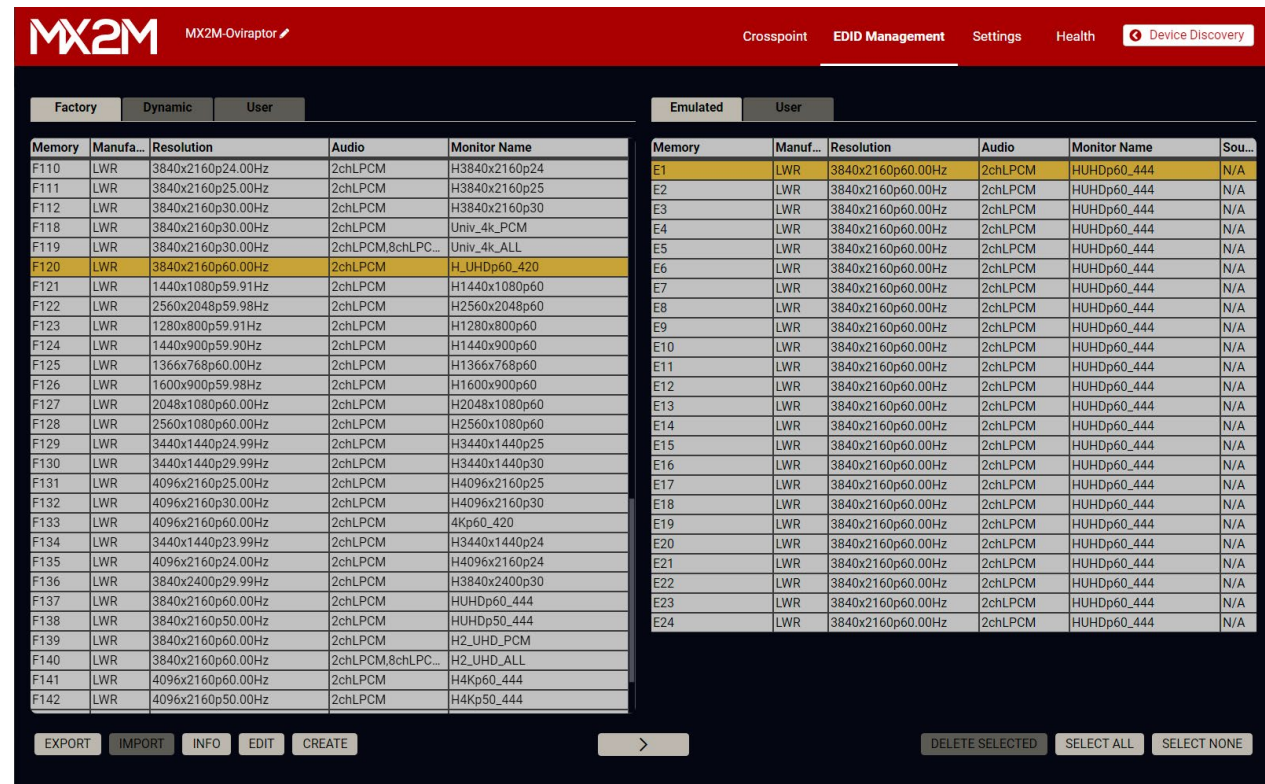 MX2M MX2M-Oviraptor Crosspoint EDID Management Settings Health Device Discovery
Factory Dynamic User
Memory Manufa... Resolution Audio Monitor Name
F110 LWR 3840x2160p24.00Hz 2chLPCM H3840x2160p24
F111 LWR 3840x2160p25.00Hz 2chLPCM H3840x2160p25
F112 LWR 3840x2160p30.00Hz 2chLPCM H3840x2160p30
F118 LWR 3840x2160p30.00Hz 2chLPCM Univ_4k_PCM
F119 LWR 3840x2160p30.00Hz 2chLPCM,8chLPC... Univ_4k_ALL
F120 LWR 3840x2160p60.00Hz 2chLPCM H_UHDp60_420
F121 LWR 1440x1080p59.91Hz 2chLPCM H1440x1080p60
F122 LWR 2560x2048p59.98Hz 2chLPCM H2560x2048p60
F123 LWR 1280x800p59.91Hz 2chLPCM H1280x800p60
F124 LWR 1440x900p59.90Hz 2chLPCM H1440x900p60
F125 LWR 1366x768p60.00Hz 2chLPCM H1366x768p60
F126 LWR 1600x900p59.98Hz 2chLPCM H1600x900p60
F127 LWR 2048x1080p60.00Hz 2chLPCM H2048x1080p60
F128 LWR 2560x1080p60.00Hz 2chLPCM H2560x1080p60
F129 LWR 3440x1440p24.99Hz 2chLPCM H3440x1440p25
F130 LWR 3440x1440p29.99Hz 2chLPCM H3440x1440p30
F131 LWR 4096x2160p25.00Hz 2chLPCM H4096x2160p25
F132 LWR 4096x2160p30.00Hz 2chLPCM H4096x2160p30
F133 LWR 4096x2160p60.00Hz 2chLPCM 4Kp60_420
F134 LWR 3440x1440p23.99Hz 2chLPCM H3440x1440p24
F135 LWR 4096x2160p24.00Hz 2chLPCM H4096x2160p24
F136 LWR 3840x2400p29.99Hz 2chLPCM H3840x2400p30
F137 LWR 3840x2160p60.00Hz 2chLPCM HUHDp60_444
F138 LWR 3840x2160p50.00Hz 2chLPCM HUHDp50_444
F139 LWR 3840x2160p60.00Hz 2chLPCM H2_UHD_PCM
F140 LWR 3840x2160p60.00Hz 2chLPCM,8chLPC... H2_UHD_ALL
F141 LWR 4096x2160p60.00Hz 2chLPCM H4Kp60_444
F142 LWR 4096x2160p50.00Hz 2chLPCM H4Kp50_444
Emulated User
Memory Manuf... Resolution Audio Monitor Name Sou...
E1 LWR 3840x2160p60.00Hz 2chLPCM HUHDp60_444 N/A
E2 LWR 3840x2160p60.00Hz 2chLPCM HUHDp60_444 N/A
E3 LWR 3840x2160p60.00Hz 2chLPCM HUHDp60_444 N/A
E4 LWR 3840x2160p60.00Hz 2chLPCM HUHDp60_444 N/A
E5 LWR 3840x2160p60.00Hz 2chLPCM HUHDp60_444 N/A
E6 LWR 3840x2160p60.00Hz 2chLPCM HUHDp60_444 N/A
E7 LWR 3840x2160p60.00Hz 2chLPCM HUHDp60_444 N/A
E8 LWR 3840x2160p60.00Hz 2chLPCM HUHDp60_444 N/A
E9 LWR 3840x2160p60.00Hz 2chLPCM HUHDp60_444 N/A
E10 LWR 3840x2160p60.00Hz 2chLPCM HUHDp60_444 N/A
E11 LWR 3840x2160p60.00Hz 2chLPCM HUHDp60_444 N/A
E12 LWR 3840x2160p60.00Hz 2chLPCM HUHDp60_444 N/A
E13 LWR 3840x2160p60.00Hz 2chLPCM HUHDp60_444 N/A
E14 LWR 3840x2160p60.00Hz 2chLPCM HUHDp60_444 N/A
E15 LWR 3840x2160p60.00Hz 2chLPCM HUHDp60_444 N/A
E16 LWR 3840x2160p60.00Hz 2chLPCM HUHDp60_444 N/A
E17 LWR 3840x2160p60.00Hz 2chLPCM HUHDp60_444 N/A
E18 LWR 3840x2160p60.00Hz 2chLPCM HUHDp60_444 N/A
E19 LWR 3840x2160p60.00Hz 2chLPCM HUHDp60_444 N/A
E20 LWR 3840x2160p60.00Hz 2chLPCM HUHDp60_444 N/A
E21 LWR 3840x2160p60.00Hz 2chLPCM HUHDp60_444 N/A
E22 LWR 3840x2160p60.00Hz 2chLPCM HUHDp60_444 N/A
E23 LWR 3840x2160p60.00Hz 2chLPCM HUHDp60_444 N/A
E24 LWR 3840x2160p60.00Hz 2chLPCM HUHDp60_444 N/A
EXPORT IMPORT INFO EDIT CREATE > DELETE SELECTED SELECT ALL SELECT NONE